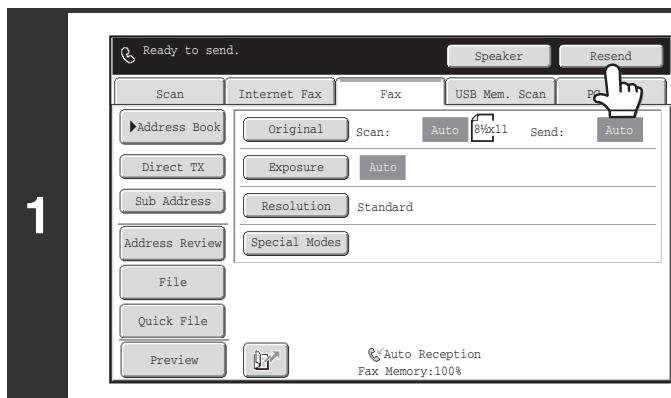 1
Ready to send.
Speaker
Resend
Scan
Internet Fax
Fax
USB Mem. Scan
Address Book
Original
Scan:
Auto
8½x11
Send:
Auto
Direct TX
Exposure
Auto
Sub Address
Resolution
Standard
Address Review
Special Modes
File
Quick File
Preview
Auto Reception
Fax Memory:100%